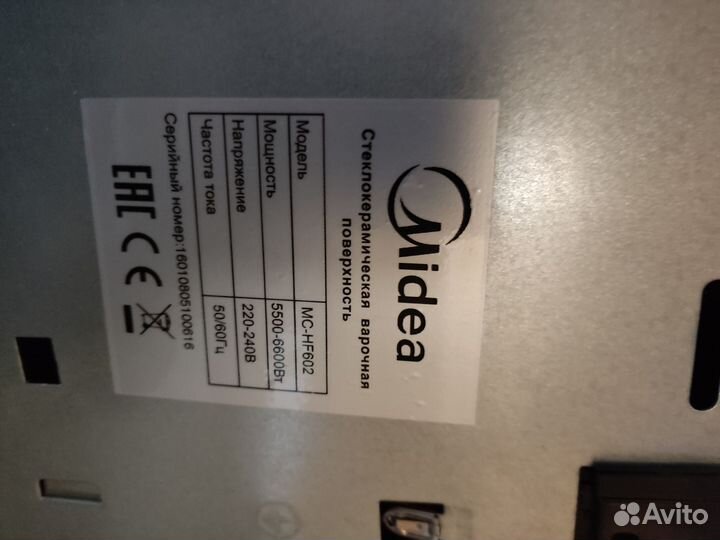 Midea
Стеклокерамическая варочная
поверхность
Модель MC-HF602
Мощность 5500-6600Вт
Напряжение 220-240В
Частота тока 50/60Гц
Серийный номер:16010805100616
EAC CE
Avito